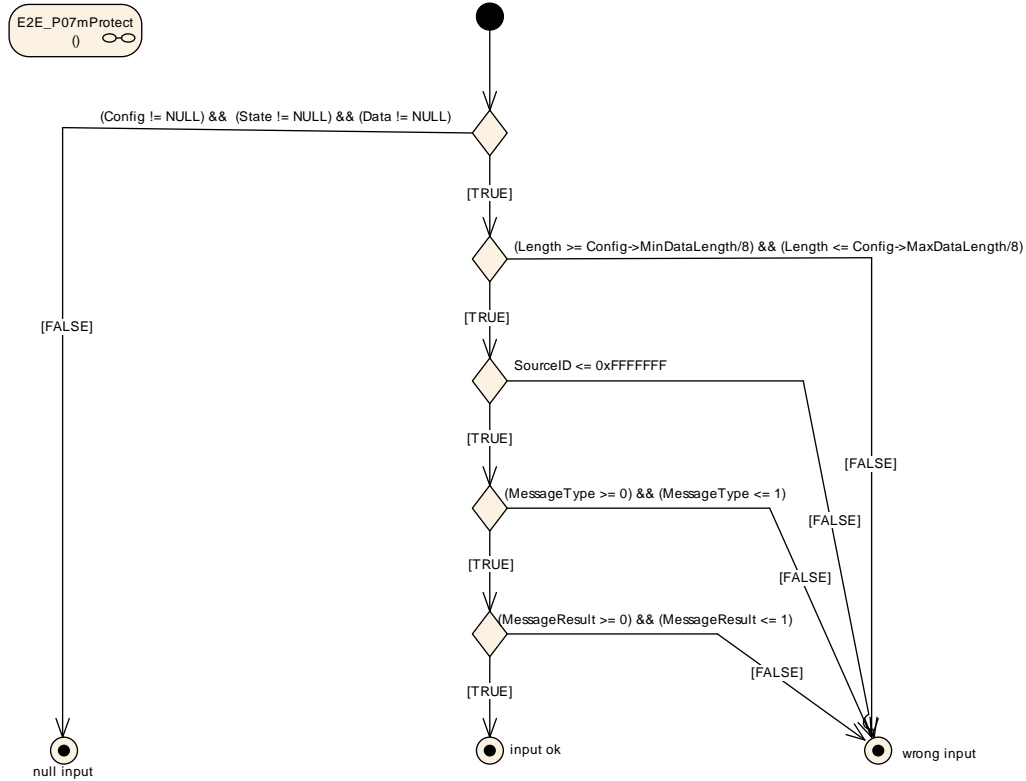 E2E_P07mProtect
()
(Config != NULL) &&  (State != NULL) && (Data != NULL)
[TRUE]
(Length >= Config->MinDataLength/8) && (Length <= Config->MaxDataLength/8)
[TRUE]
[FALSE]
SourceID <= 0xFFFFFFF
[TRUE]
[FALSE]
(MessageType >= 0) && (MessageType <= 1)
[FALSE]
[TRUE]
[FALSE]
(MessageResult >= 0) && (MessageResult <= 1)
[FALSE]
[TRUE]
input ok
wrong input
null input